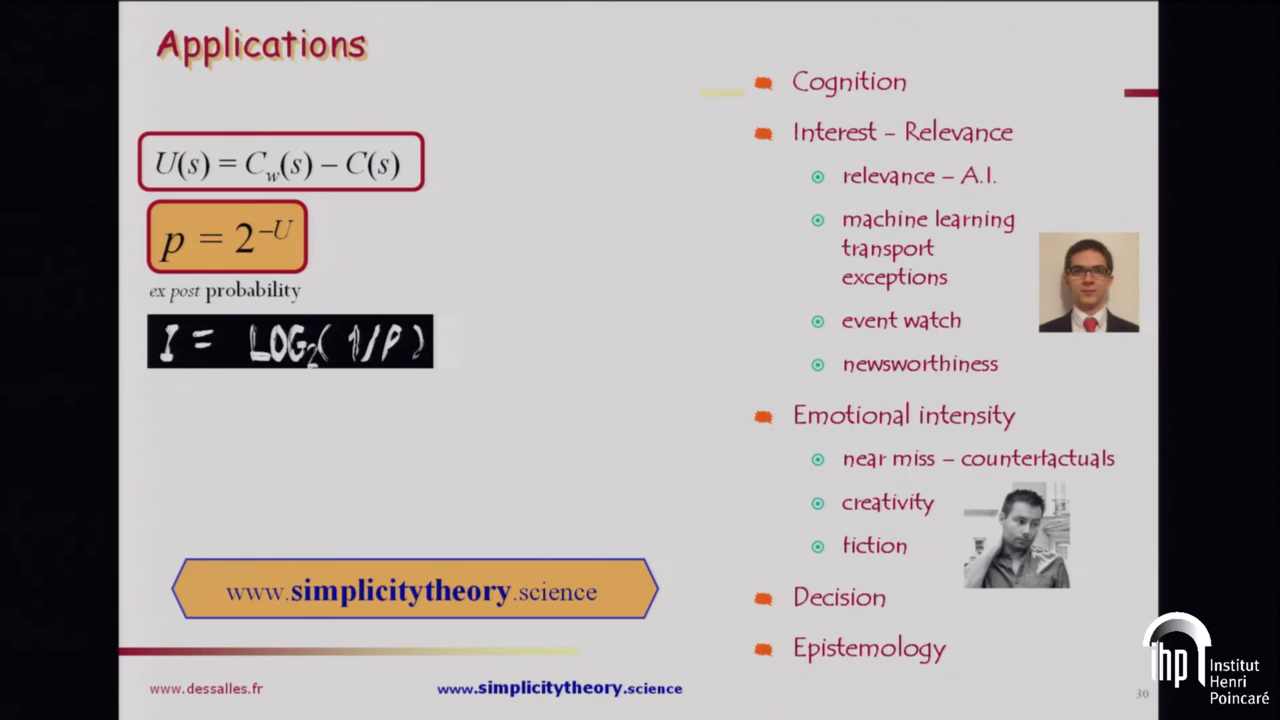 Applications
U(s) = C_w(s) – C(s)
p = 2^–U
ex post probability
I = LOG₂( 1/P )
www.simplicitytheory.science
www.dessalles.fr
www.simplicitytheory.science
Cognition
Interest – Relevance
relevance – A.I.
machine learning
transport
exceptions
event watch
newsworthiness
Emotional intensity
near miss – counterfactuals
creativity
fiction
Decision
Epistemology
30
ihp
Institut
Henri
Poincaré